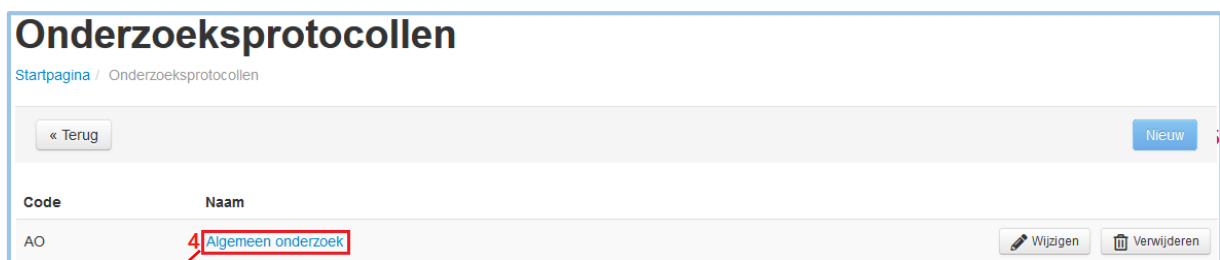 Onderzoeksprotocollen
Startpagina / Onderzoeksprotocollen
« Terug Nieuw
Code Naam
AO 4 Algemeen onderzoek Wijzigen Verwijderen